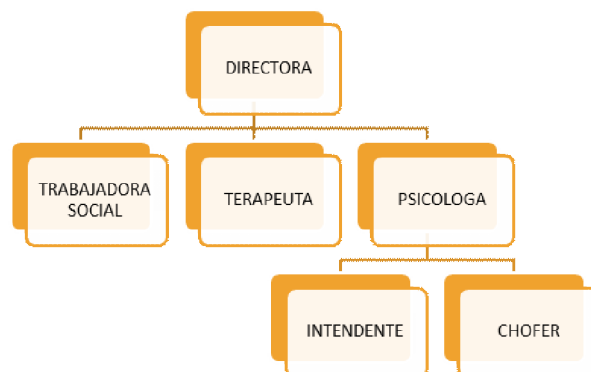 DIRECTORA
TRABAJADORA
SOCIAL
TERAPEUTA
PSICOLOGA
INTENDENTE
CHOFER